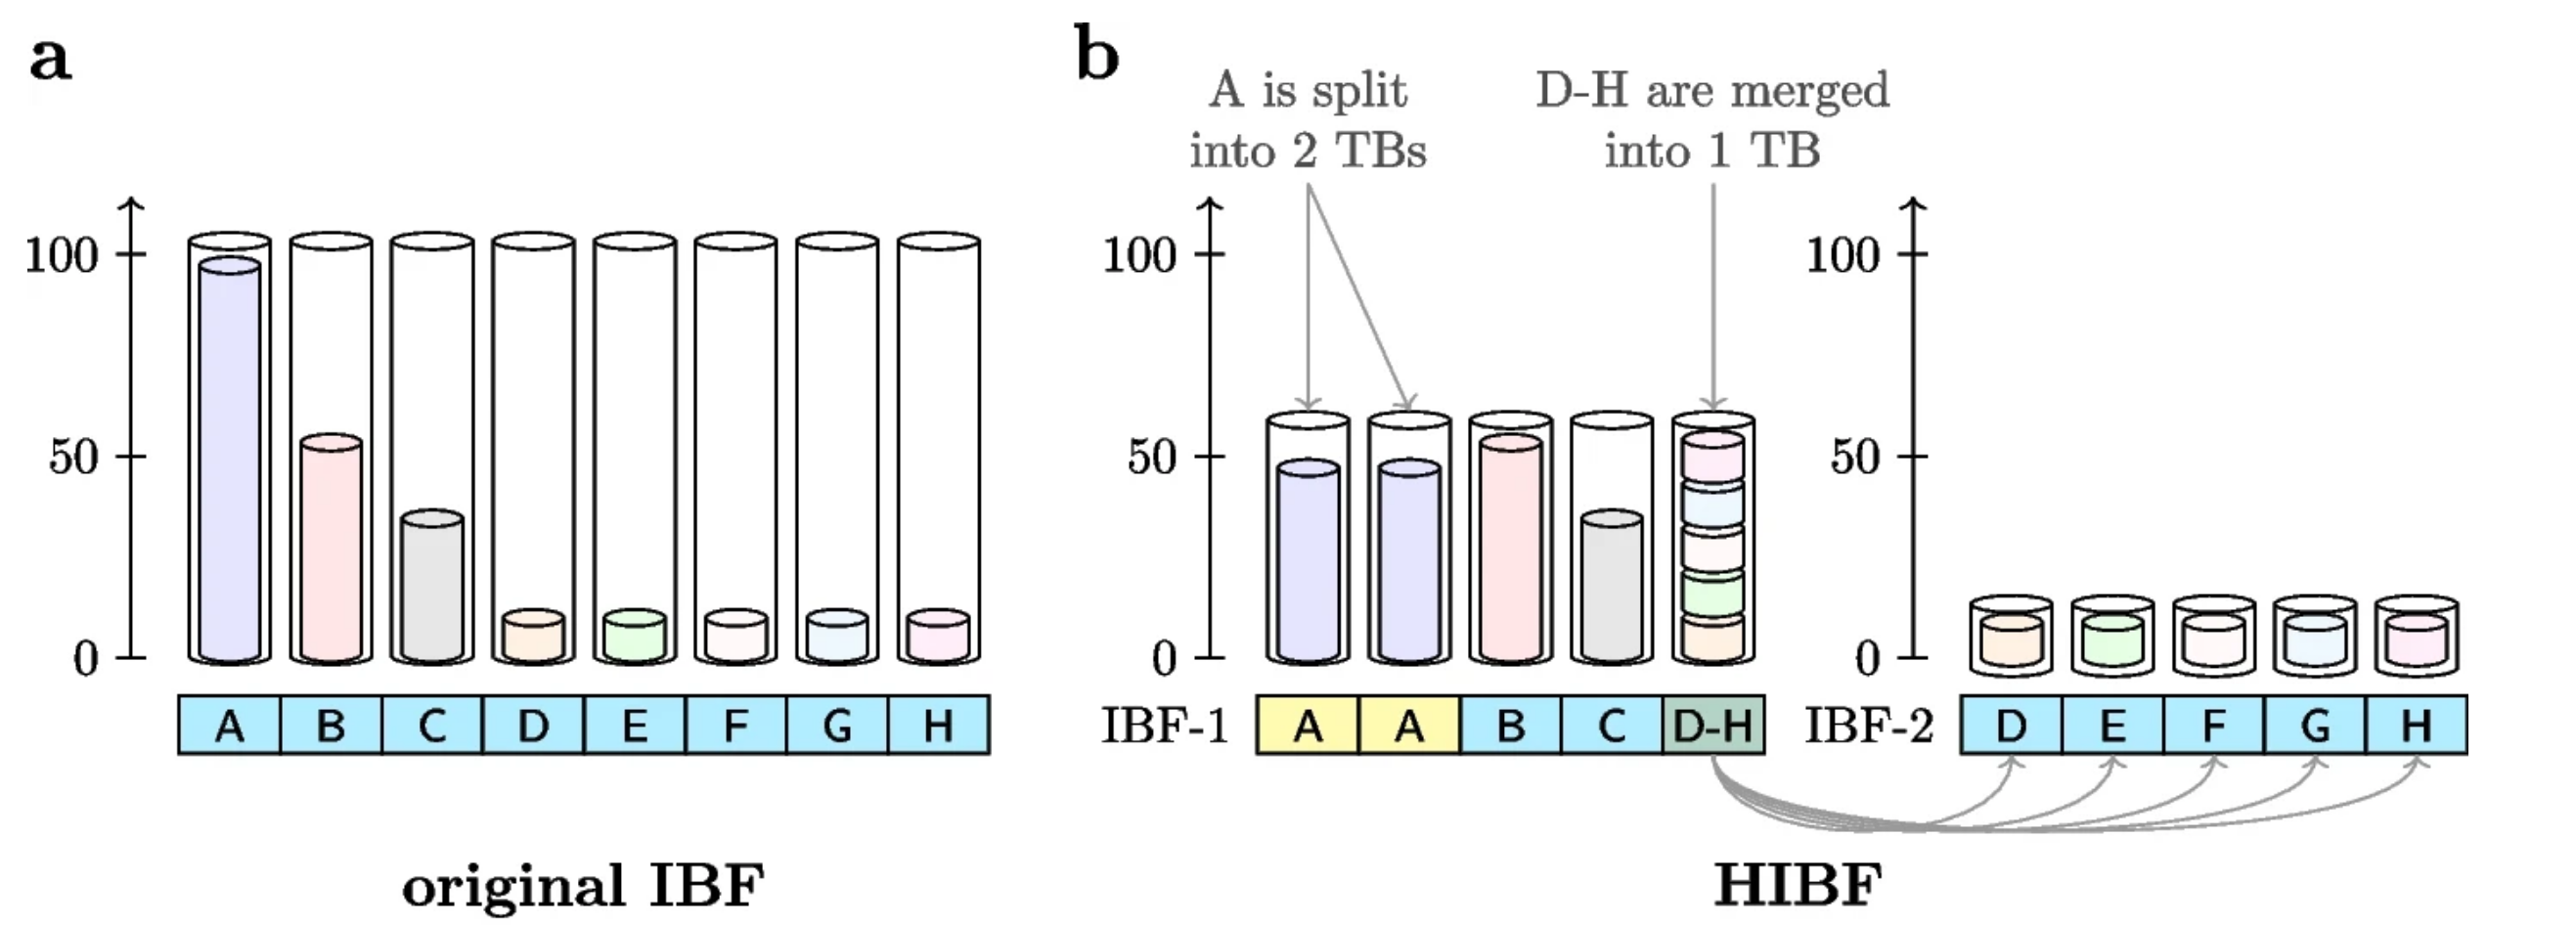 a
100
50
0
A B C D E F G H
original IBF
b
A is split
into 2 TBs
D-H are merged
into 1 TB
100
50
0
IBF-1 A A B C D-H
100
50
0
IBF-2 D E F G H
HIBF